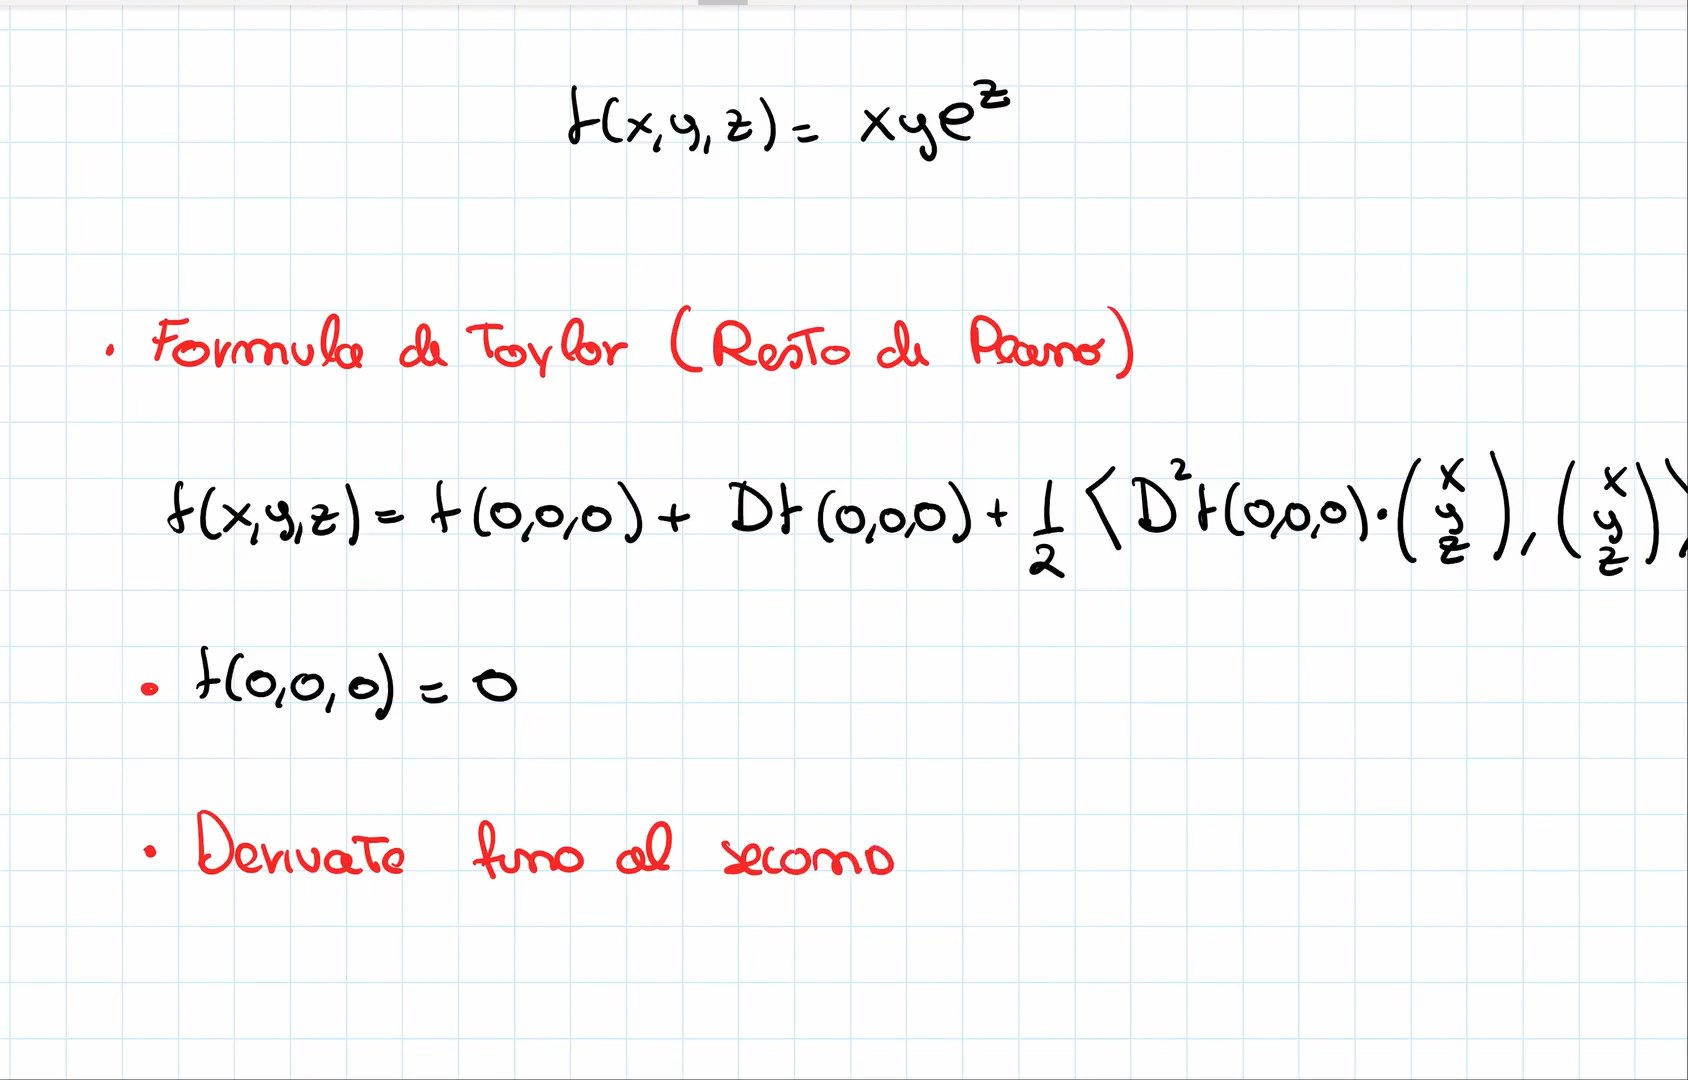 f(x,y,z) = xye^z
· Formula di Taylor (Resto di Peano)
f(x,y,z) = f(0,0,0) + Df(0,0,0) + 1/2 ⟨D²f(0,0,0)·(x y z), (x y z)⟩
· f(0,0,0) = 0
· Derivate fino al secono